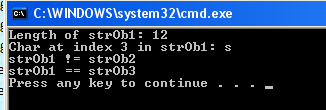 C:\WINDOWS\system32\cmd.exe
Length of strOb1: 12
Char at index 3 in strOb1: s
strOb1 != strOb2
strOb1 == strOb3
Press any key to continue . . . _